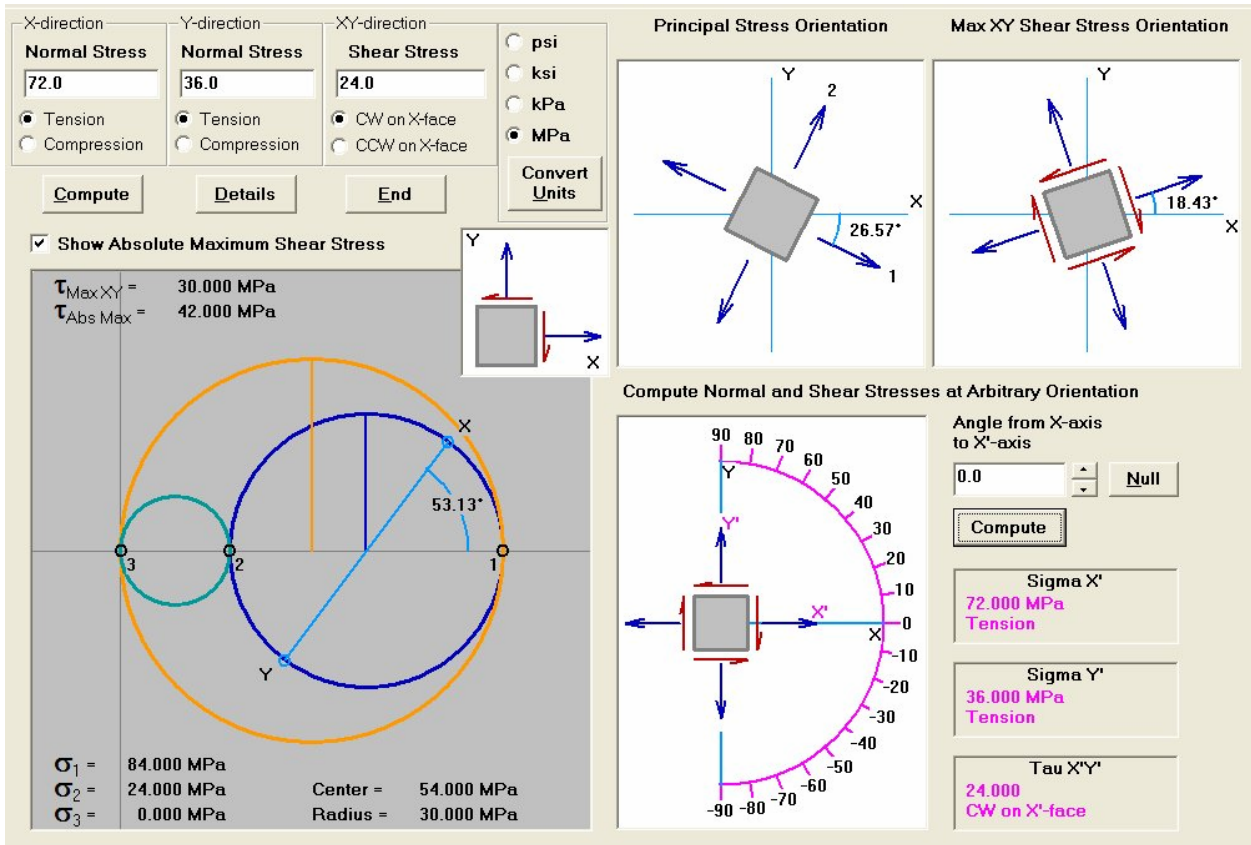 X-direction
Normal Stress
72.0
Tension
Compression
Y-direction
Normal Stress
36.0
Tension
Compression
XY-direction
Shear Stress
24.0
CW on X-face
CCW on X-face
psi
ksi
kPa
MPa
Convert
Units
Compute
Details
End
Show Absolute Maximum Shear Stress
Y
X
τMax XY = 30.000 MPa
τAbs Max = 42.000 MPa
X
53.13°
3
2
1
Y
σ1 = 84.000 MPa
σ2 = 24.000 MPa
σ3 = 0.000 MPa
Center = 54.000 MPa
Radius = 30.000 MPa
Principal Stress Orientation
Y
2
X
26.57°
1
Max XY Shear Stress Orientation
Y
18.43°
X
Compute Normal and Shear Stresses at Arbitrary Orientation
90
80
70
60
50
40
30
20
10
0
-10
-20
-30
-40
-50
-60
-70
-80
-90
Y
Y'
X'
X
Angle from X-axis
to X'-axis
0.0
Null
Compute
Sigma X'
72.000 MPa
Tension
Sigma Y'
36.000 MPa
Tension
Tau X'Y'
24.000
CW on X'-face